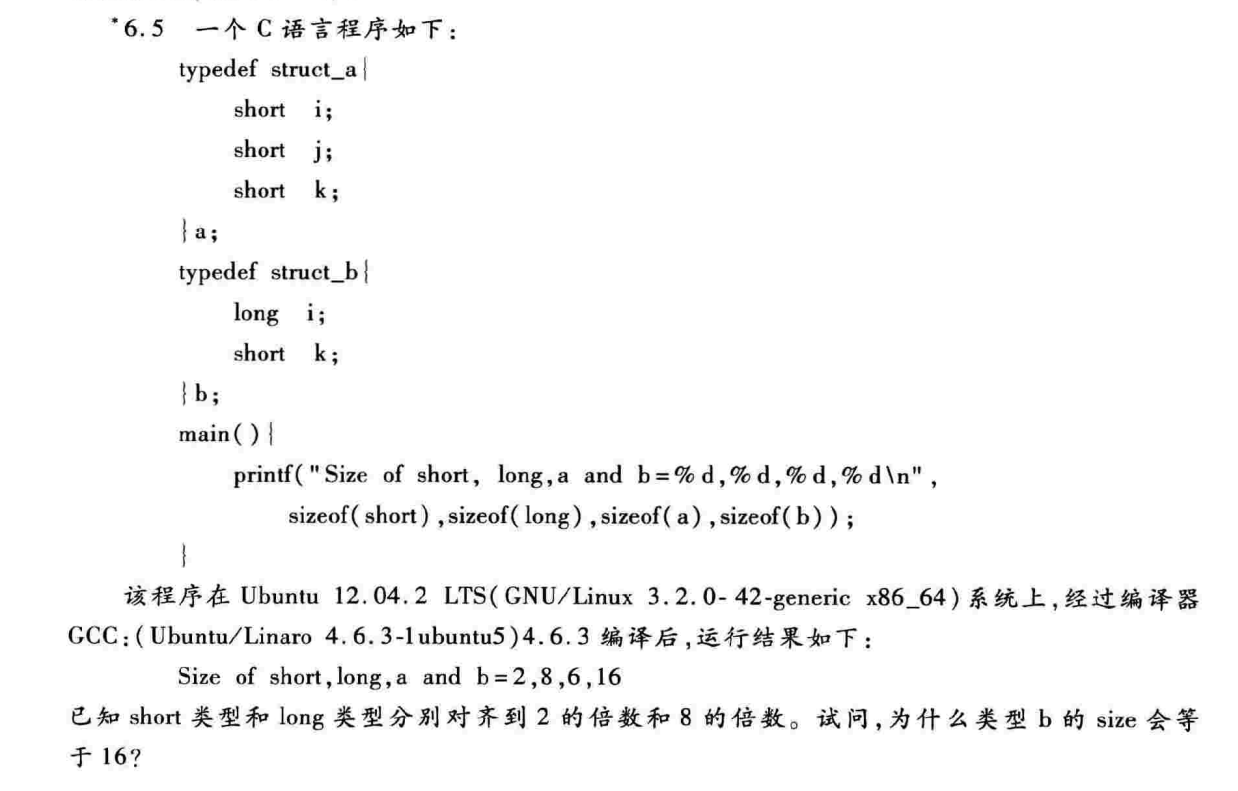 *6.5 一个 C 语言程序如下:
typedef struct_a{
short i;
short j;
short k;
}a;
typedef struct_b{
long i;
short k;
}b;
main( ){
printf("Size of short, long,a and b=%d,%d,%d,%d\n",
sizeof(short),sizeof(long),sizeof(a),sizeof(b));
}
该程序在 Ubuntu 12.04.2 LTS(GNU/Linux 3.2.0-42-generic x86_64)系统上,经过编译器
GCC:(Ubuntu/Linaro 4.6.3-1ubuntu5)4.6.3 编译后,运行结果如下:
Size of short,long,a and b=2,8,6,16
已知 short 类型和 long 类型分别对齐到 2 的倍数和 8 的倍数。试问,为什么类型 b 的 size 会等
于 16?